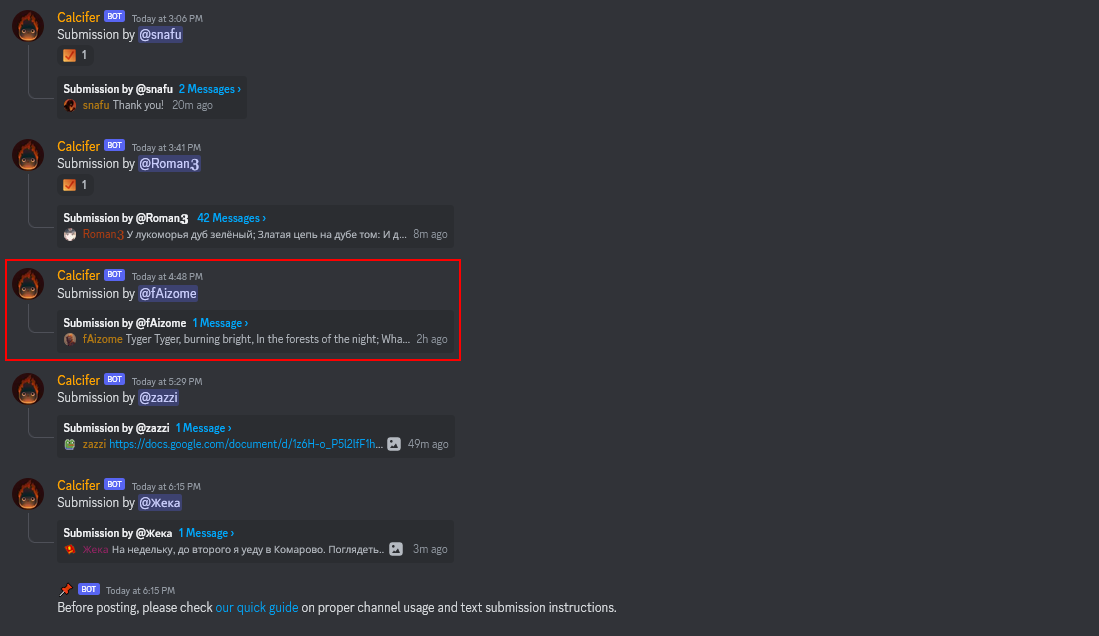 Calcifer BOT Today at 3:06 PM
Submission by @snafu
1
Submission by @snafu 2 Messages ›
snafu Thank you! 20m ago
Calcifer BOT Today at 3:41 PM
Submission by @Roman3
1
Submission by @Roman3 42 Messages ›
Roman3 У лукоморья дуб зелёный; Златая цепь на дубе том: И д... 8m ago
Calcifer BOT Today at 4:48 PM
Submission by @fAizome
Submission by @fAizome 1 Message ›
fAizome Tyger Tyger, burning bright, In the forests of the night; Wha... 2h ago
Calcifer BOT Today at 5:29 PM
Submission by @zazzi
Submission by @zazzi 1 Message ›
zazzi https://docs.google.com/document/d/1z6H-o_P5I2IfF1h... 49m ago
Calcifer BOT Today at 6:15 PM
Submission by @Жека
Submission by @Жека 1 Message ›
Жека На недельку, до второго я уеду в Комарово. Поглядеть.. 3m ago
BOT Today at 6:15 PM
Before posting, please check our quick guide on proper channel usage and text submission instructions.